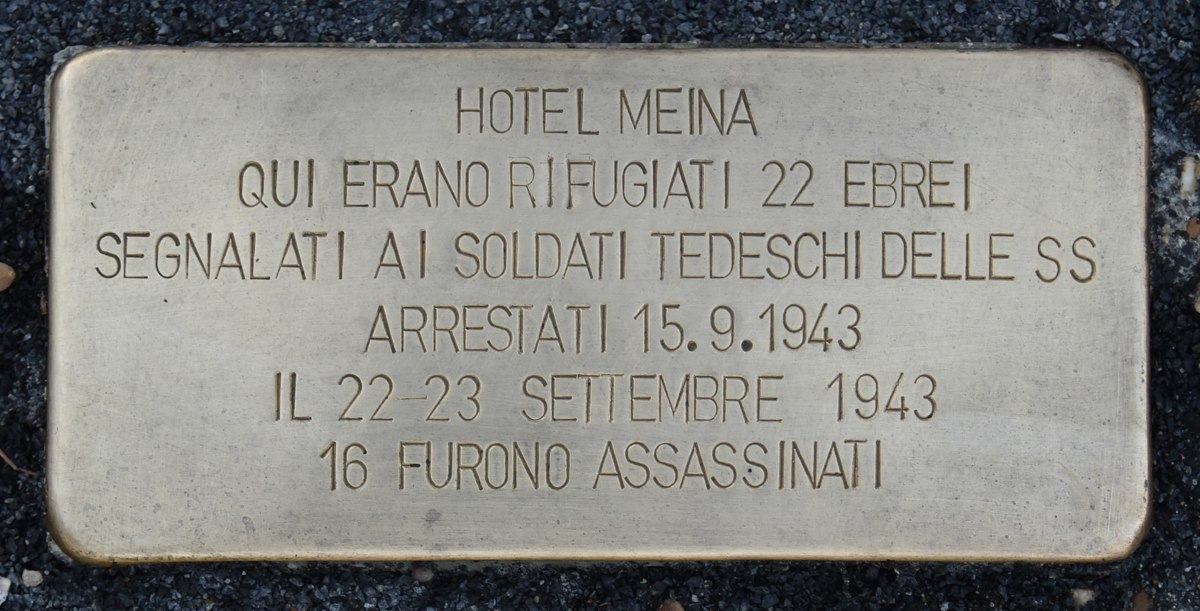 HOTEL MEINA
QUI ERANO RIFUGIATI 22 EBREI
SEGNALATI AI SOLDATI TEDESCHI DELLE SS
ARRESTATI 15.9.1943
IL 22-23 SETTEMBRE 1943
16 FURONO ASSASSINATI